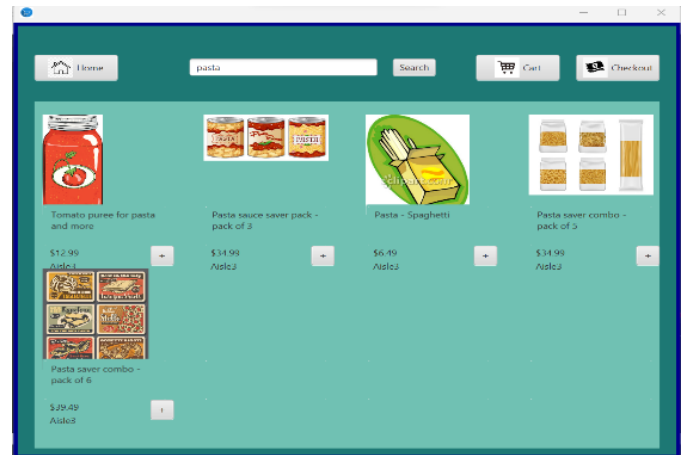 Home
pasta
Search
Cart
Checkout
PASTA
Tomato puree for pasta
and more
Pasta sauce saver pack -
pack of 3
Pasta - Spaghetti
Pasta saver combo -
pack of 5
$12.99
Aisle3
+
$34.99
Aisle3
+
$6.49
Aisle3
+
$34.99
Aisle3
+
Pasta saver combo -
pack of 6
$39.49
Aisle3
+